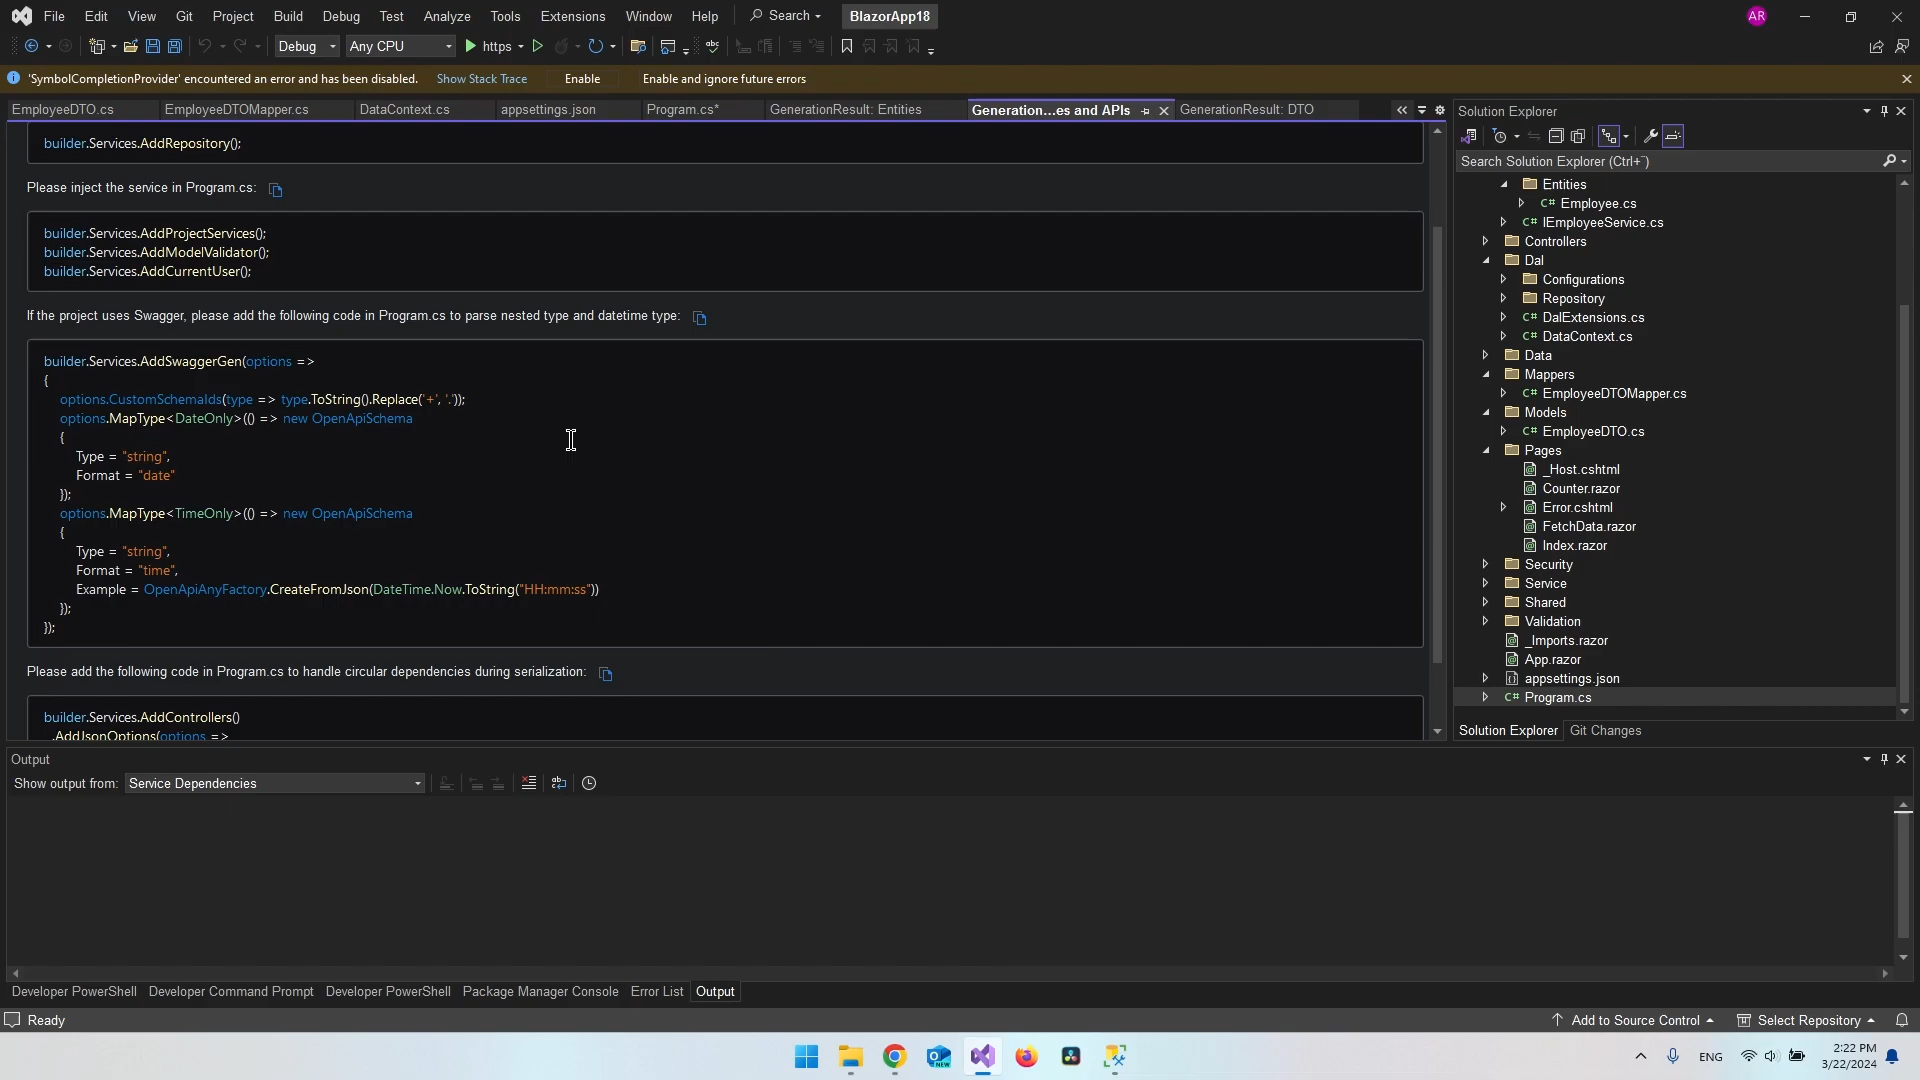 File Edit View Git Project Build Debug Test Analyze Tools Extensions Window Help Search BlazorApp18 AR
Debug Any CPU https
'SymbolCompletionProvider' encountered an error and has been disabled. Show Stack Trace Enable Enable and ignore future errors
EmployeeDTO.cs EmployeeDTOMapper.cs DataContext.cs appsettings.json Program.cs* GenerationResult: Entities Generation...es and APIs GenerationResult: DTO
builder.Services.AddRepository();
Please inject the service in Program.cs:
builder.Services.AddProjectServices();
builder.Services.AddModelValidator();
builder.Services.AddCurrentUser();
If the project uses Swagger, please add the following code in Program.cs to parse nested type and datetime type:
builder.Services.AddSwaggerGen(options =>
{
options.CustomSchemaIds(type => type.ToString().Replace('+', '.'));
options.MapType<DateOnly>(() => new OpenApiSchema
{
Type = "string",
Format = "date"
});
options.MapType<TimeOnly>(() => new OpenApiSchema
{
Type = "string",
Format = "time",
Example = OpenApiAnyFactory.CreateFromJson(DateTime.Now.ToString("HH:mm:ss"))
});
});
Please add the following code in Program.cs to handle circular dependencies during serialization:
builder.Services.AddControllers()
.AddJsonOptions(options =>
Solution Explorer
Search Solution Explorer (Ctrl+¨)
Entities
C# Employee.cs
C# IEmployeeService.cs
Controllers
Dal
Configurations
Repository
C# DalExtensions.cs
C# DataContext.cs
Data
Mappers
C# EmployeeDTOMapper.cs
Models
C# EmployeeDTO.cs
Pages
_Host.cshtml
Counter.razor
Error.cshtml
FetchData.razor
Index.razor
Security
Service
Shared
Validation
_Imports.razor
App.razor
appsettings.json
C# Program.cs
Solution Explorer Git Changes
Output
Show output from: Service Dependencies
Developer PowerShell Developer Command Prompt Developer PowerShell Package Manager Console Error List Output
Ready Add to Source Control Select Repository
ENG 2:22 PM
3/22/2024